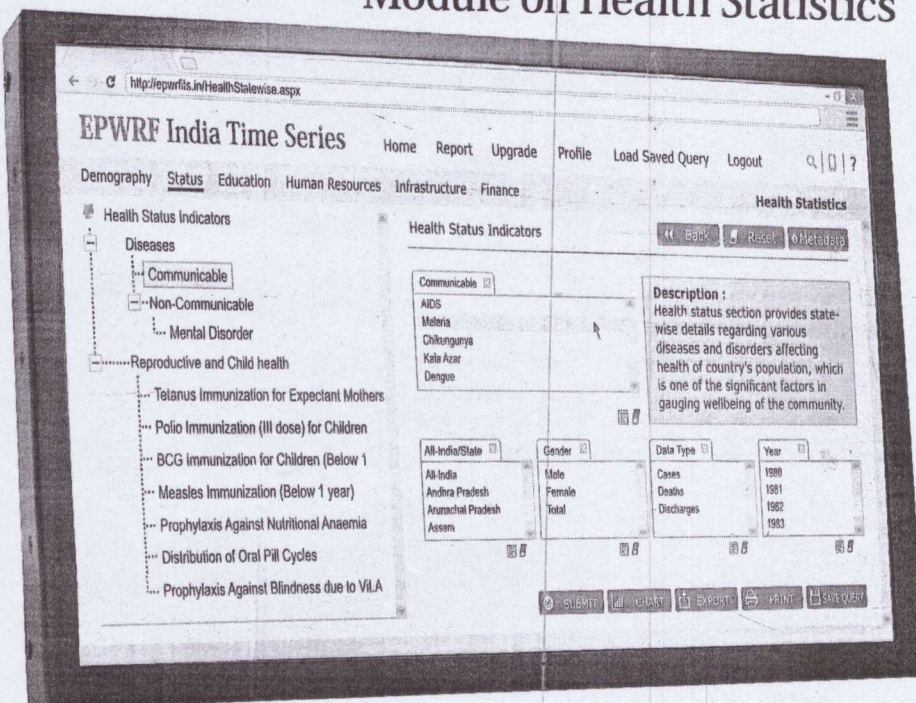 Module on Health Statistics
http://epwrfits.in/HealthStatewise.aspx
EPWRF India Time Series
Home Report Upgrade Profile Load Saved Query Logout
?
Demography Status Education Human Resources Infrastructure Finance
Health Statistics
Health Status Indicators
Diseases
Communicable
Non-Communicable
Mental Disorder
Reproductive and Child health
Tetanus Immunization for Expectant Mothers
Polio Immunization (III dose) for Children
BCG Immunization for Children (Below 1
Measles Immunization (Below 1 year)
Prophylaxis Against Nutritional Anaemia
Distribution of Oral Pill Cycles
Prophylaxis Against Blindness due to Vit.A
Health Status Indicators
Back Reset Metadata
Communicable
AIDS
Malaria
Chikungunya
Kala Azar
Dengue
Description :
Health status section provides state-
wise details regarding various
diseases and disorders affecting
health of country's population, which
is one of the significant factors in
gauging wellbeing of the community.
All-India/State
All-India
Andhra Pradesh
Arunachal Pradesh
Assam
Gender
Male
Female
Total
Data Type
Cases
Deaths
Discharges
Year
1980
1981
1982
1983
SUBMIT CHART EXPORT PRINT SAVE QUERY